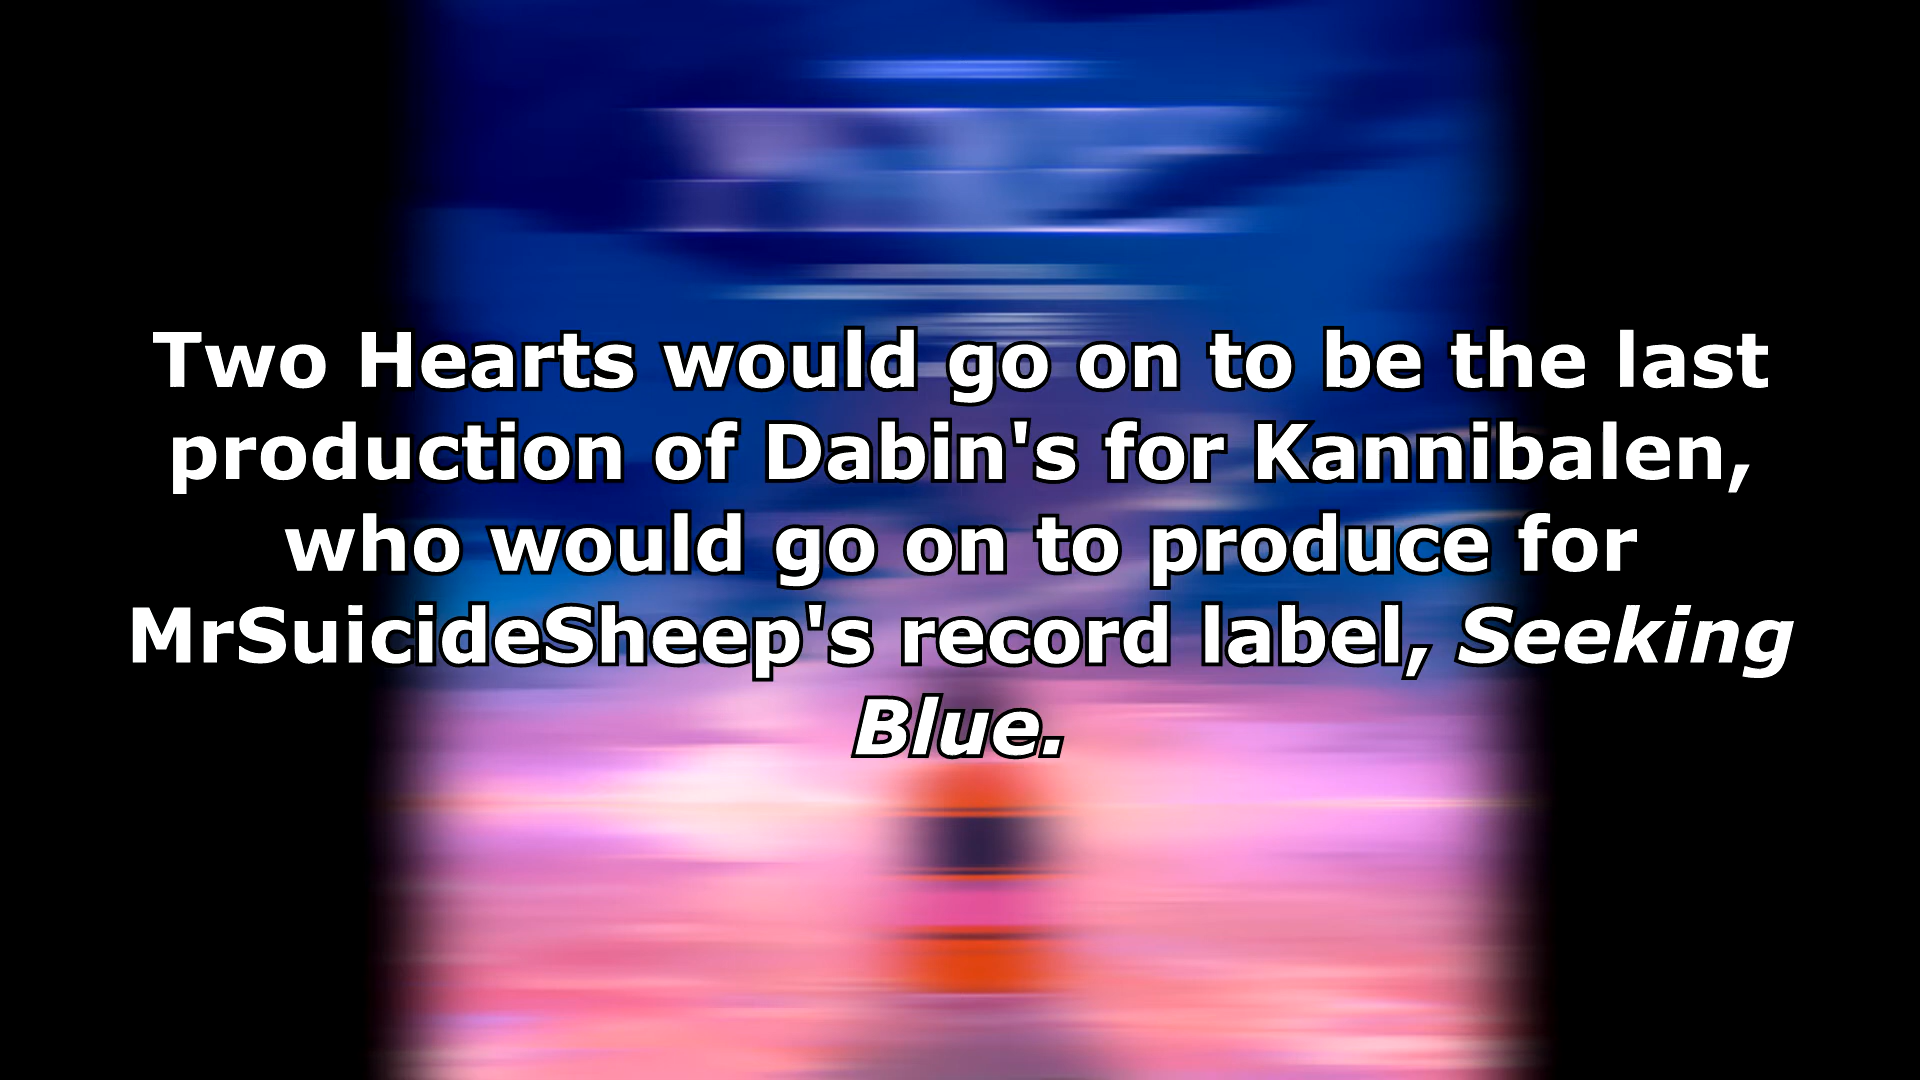 Two Hearts would go on to be the last
production of Dabin's for Kannibalen,
who would go on to produce for
MrSuicideSheep's record label, Seeking
Blue.